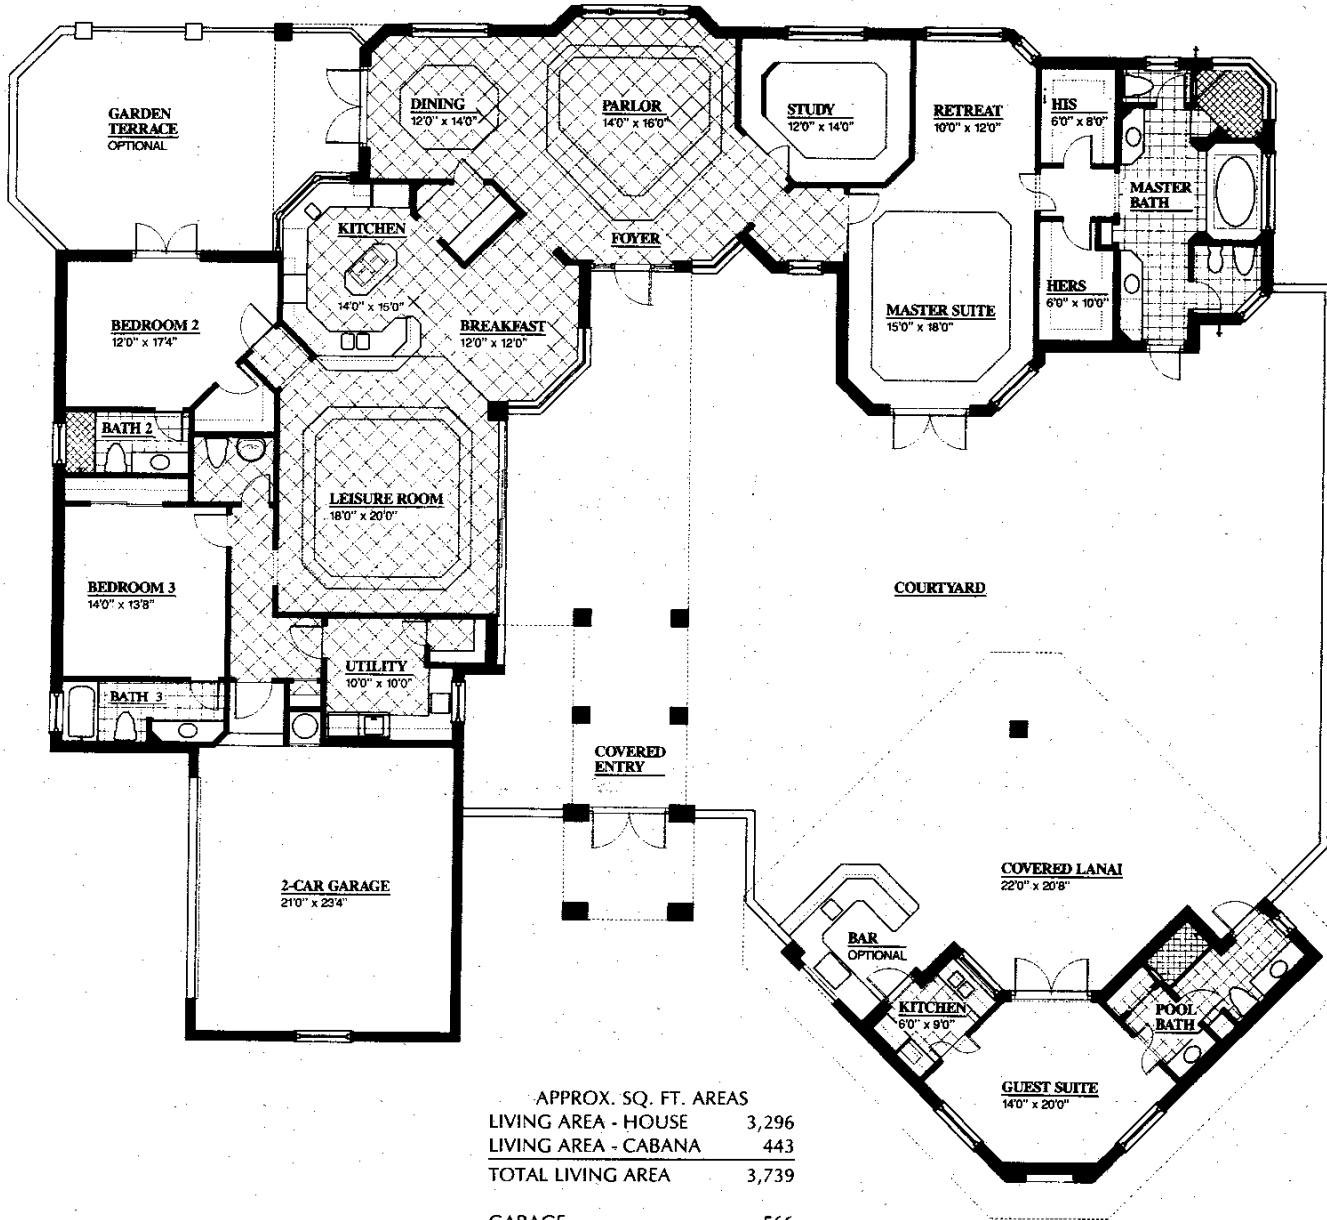 GARDEN
TERRACE
OPTIONAL
DINING
12'0" x 14'0"
PARLOR
14'0" x 16'0"
STUDY
12'0" x 14'0"
RETREAT
10'0" x 12'0"
HIS
6'0" x 8'0"
MASTER
BATH
KITCHEN
14'0" x 15'0"
FOYER
HERS
6'0" x 10'0"
MASTER SUITE
15'0" x 18'0"
BEDROOM 2
12'0" x 17'4"
BREAKFAST
12'0" x 12'0"
BATH 2
LEISURE ROOM
18'0" x 20'0"
BEDROOM 3
14'0" x 13'8"
COURTYARD
UTILITY
10'0" x 10'0"
BATH 3
COVERED
ENTRY
2-CAR GARAGE
21'0" x 23'4"
COVERED LANAI
22'0" x 20'8"
BAR
OPTIONAL
KITCHEN
6'0" x 9'0"
POOL
BATH
GUEST SUITE
14'0" x 20'0"
APPROX. SQ. FT. AREAS
LIVING AREA - HOUSE 3,296
LIVING AREA - CABANA 443
TOTAL LIVING AREA 3,739
GARAGE 566